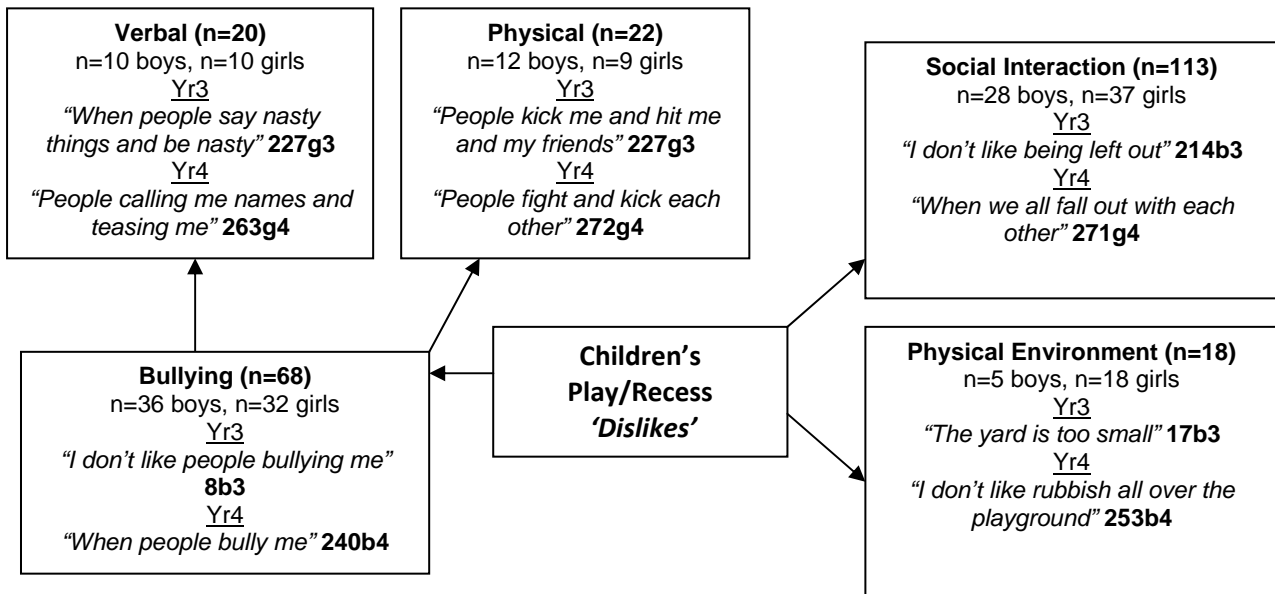 Verbal (n=20)
n=10 boys, n=10 girls
Yr3
“When people say nasty
things and be nasty” 227g3
Yr4
“People calling me names and
teasing me” 263g4
Physical (n=22)
n=12 boys, n=9 girls
Yr3
“People kick me and hit me
and my friends” 227g3
Yr4
“People fight and kick each
other” 272g4
Social Interaction (n=113)
n=28 boys, n=37 girls
Yr3
“I don’t like being left out” 214b3
Yr4
“When we all fall out with each
other” 271g4
Bullying (n=68)
n=36 boys, n=32 girls
Yr3
“I don’t like people bullying me”
8b3
Yr4
“When people bully me” 240b4
Children’s
Play/Recess
‘Dislikes’
Physical Environment (n=18)
n=5 boys, n=18 girls
Yr3
“The yard is too small” 17b3
Yr4
“I don’t like rubbish all over the
playground” 253b4